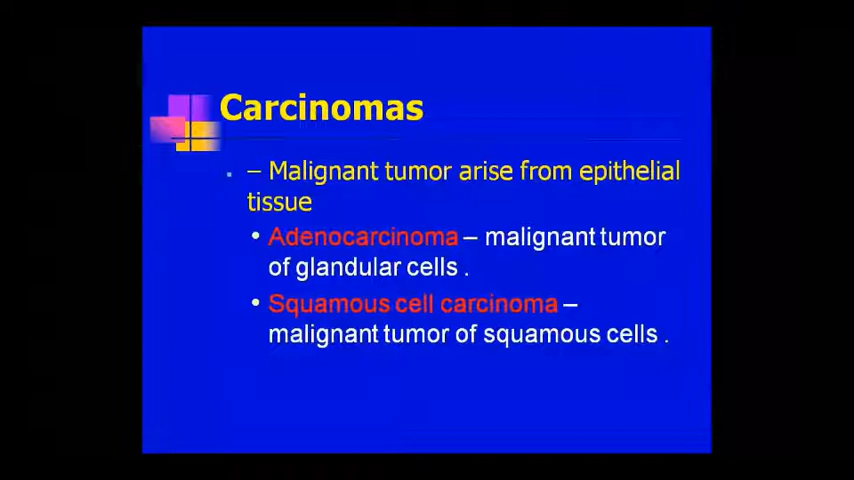 Carcinomas
– Malignant tumor arise from epithelial
tissue
• Adenocarcinoma – malignant tumor
of glandular cells .
• Squamous cell carcinoma –
malignant tumor of squamous cells .